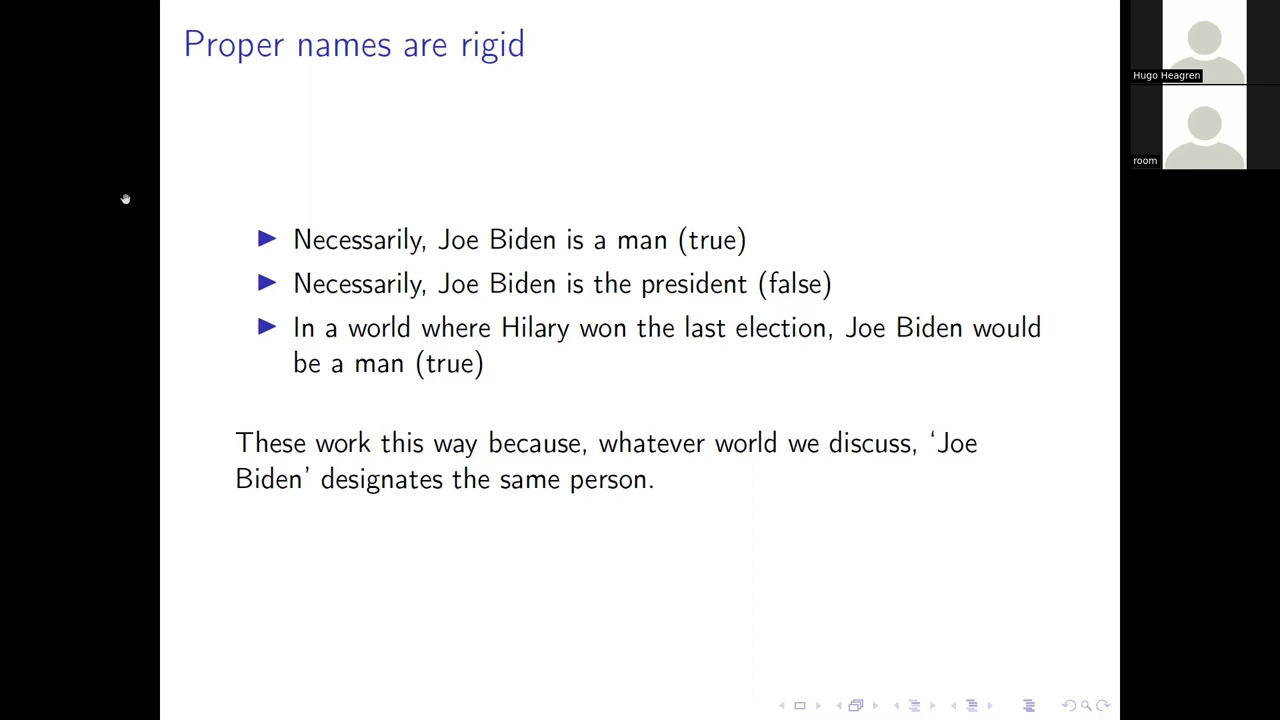 Proper names are rigid
Necessarily, Joe Biden is a man (true)
Necessarily, Joe Biden is the president (false)
In a world where Hilary won the last election, Joe Biden would
be a man (true)
These work this way because, whatever world we discuss, ‘Joe
Biden’ designates the same person.
Hugo Heagren
room